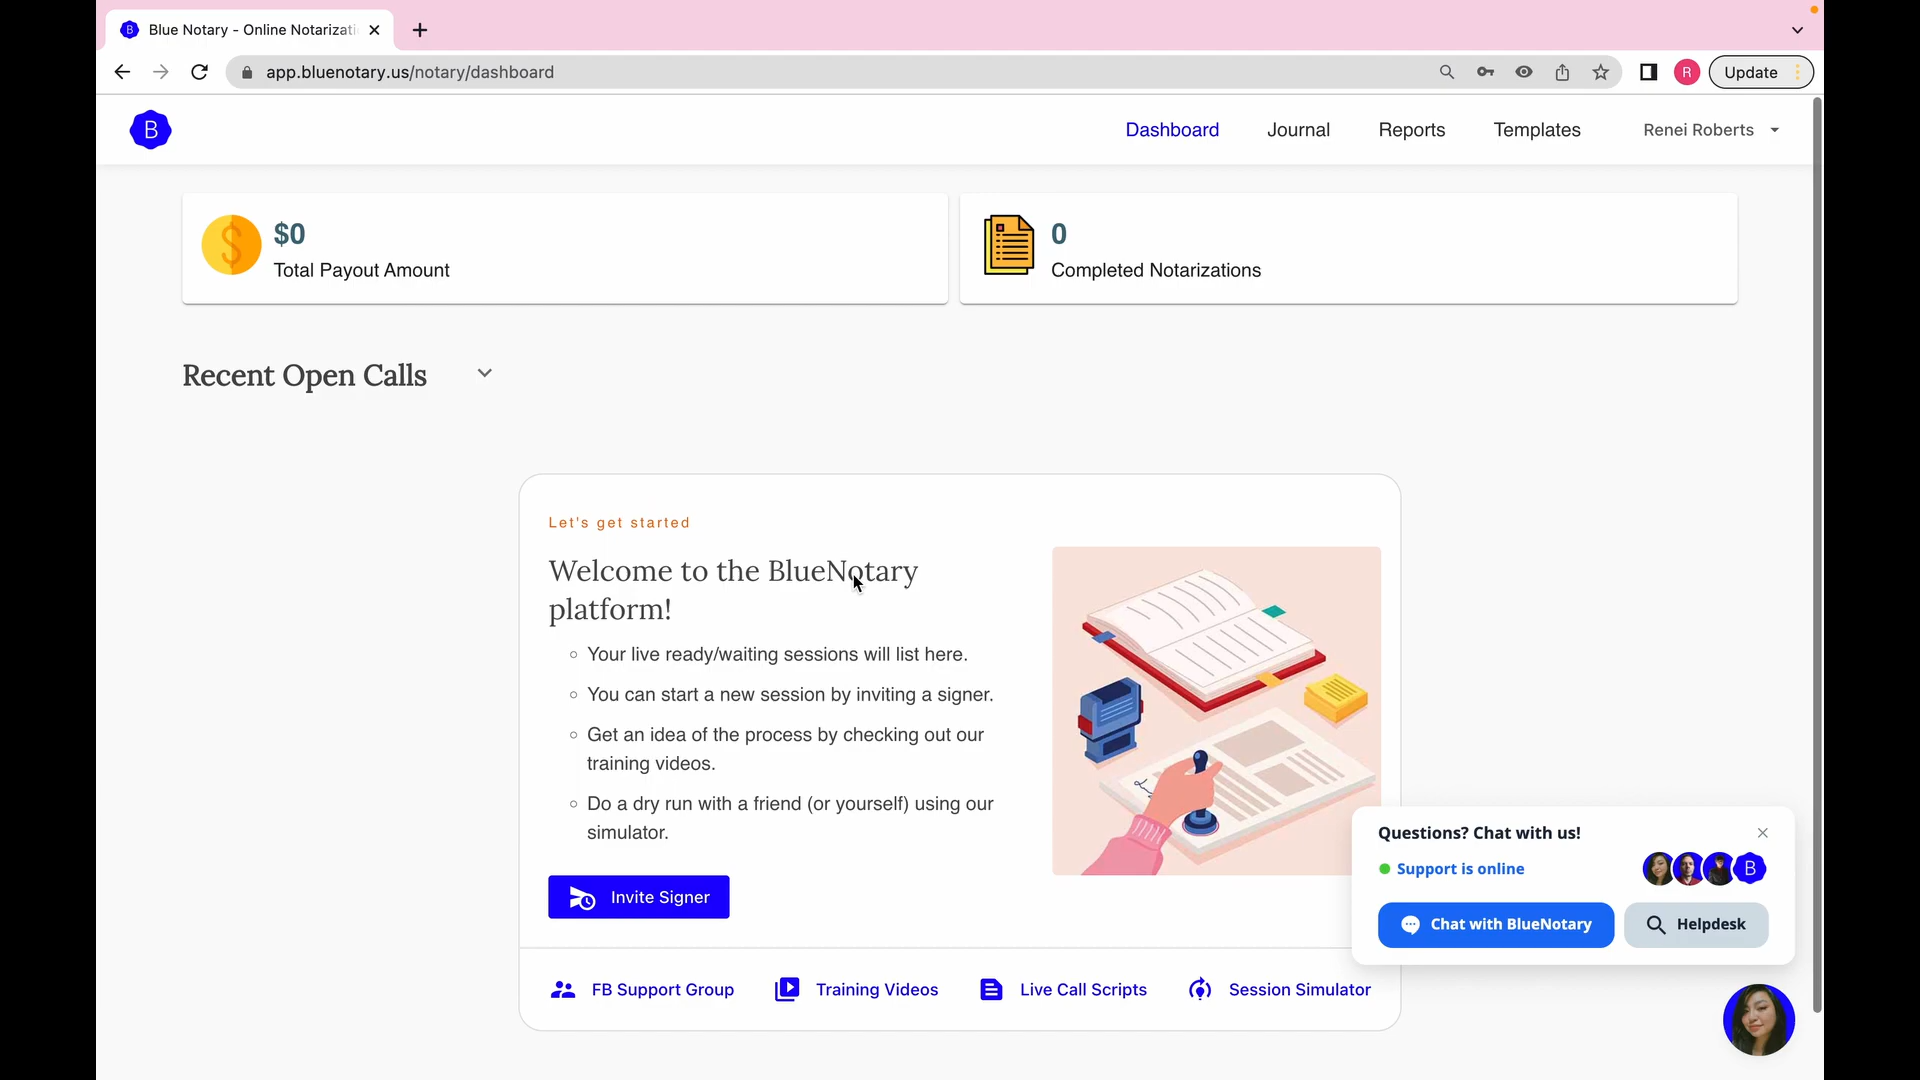 Blue Notary - Online Notarizati
app.bluenotary.us/notary/dashboard
R
Update
B
Dashboard
Journal
Reports
Templates
Renei Roberts
$0
Total Payout Amount
0
Completed Notarizations
Recent Open Calls
Let's get started
Welcome to the BlueNotary
platform!
Your live ready/waiting sessions will list here.
You can start a new session by inviting a signer.
Get an idea of the process by checking out our
training videos.
Do a dry run with a friend (or yourself) using our
simulator.
Invite Signer
Questions? Chat with us!
Support is online
B
Chat with BlueNotary
Helpdesk
FB Support Group
Training Videos
Live Call Scripts
Session Simulator